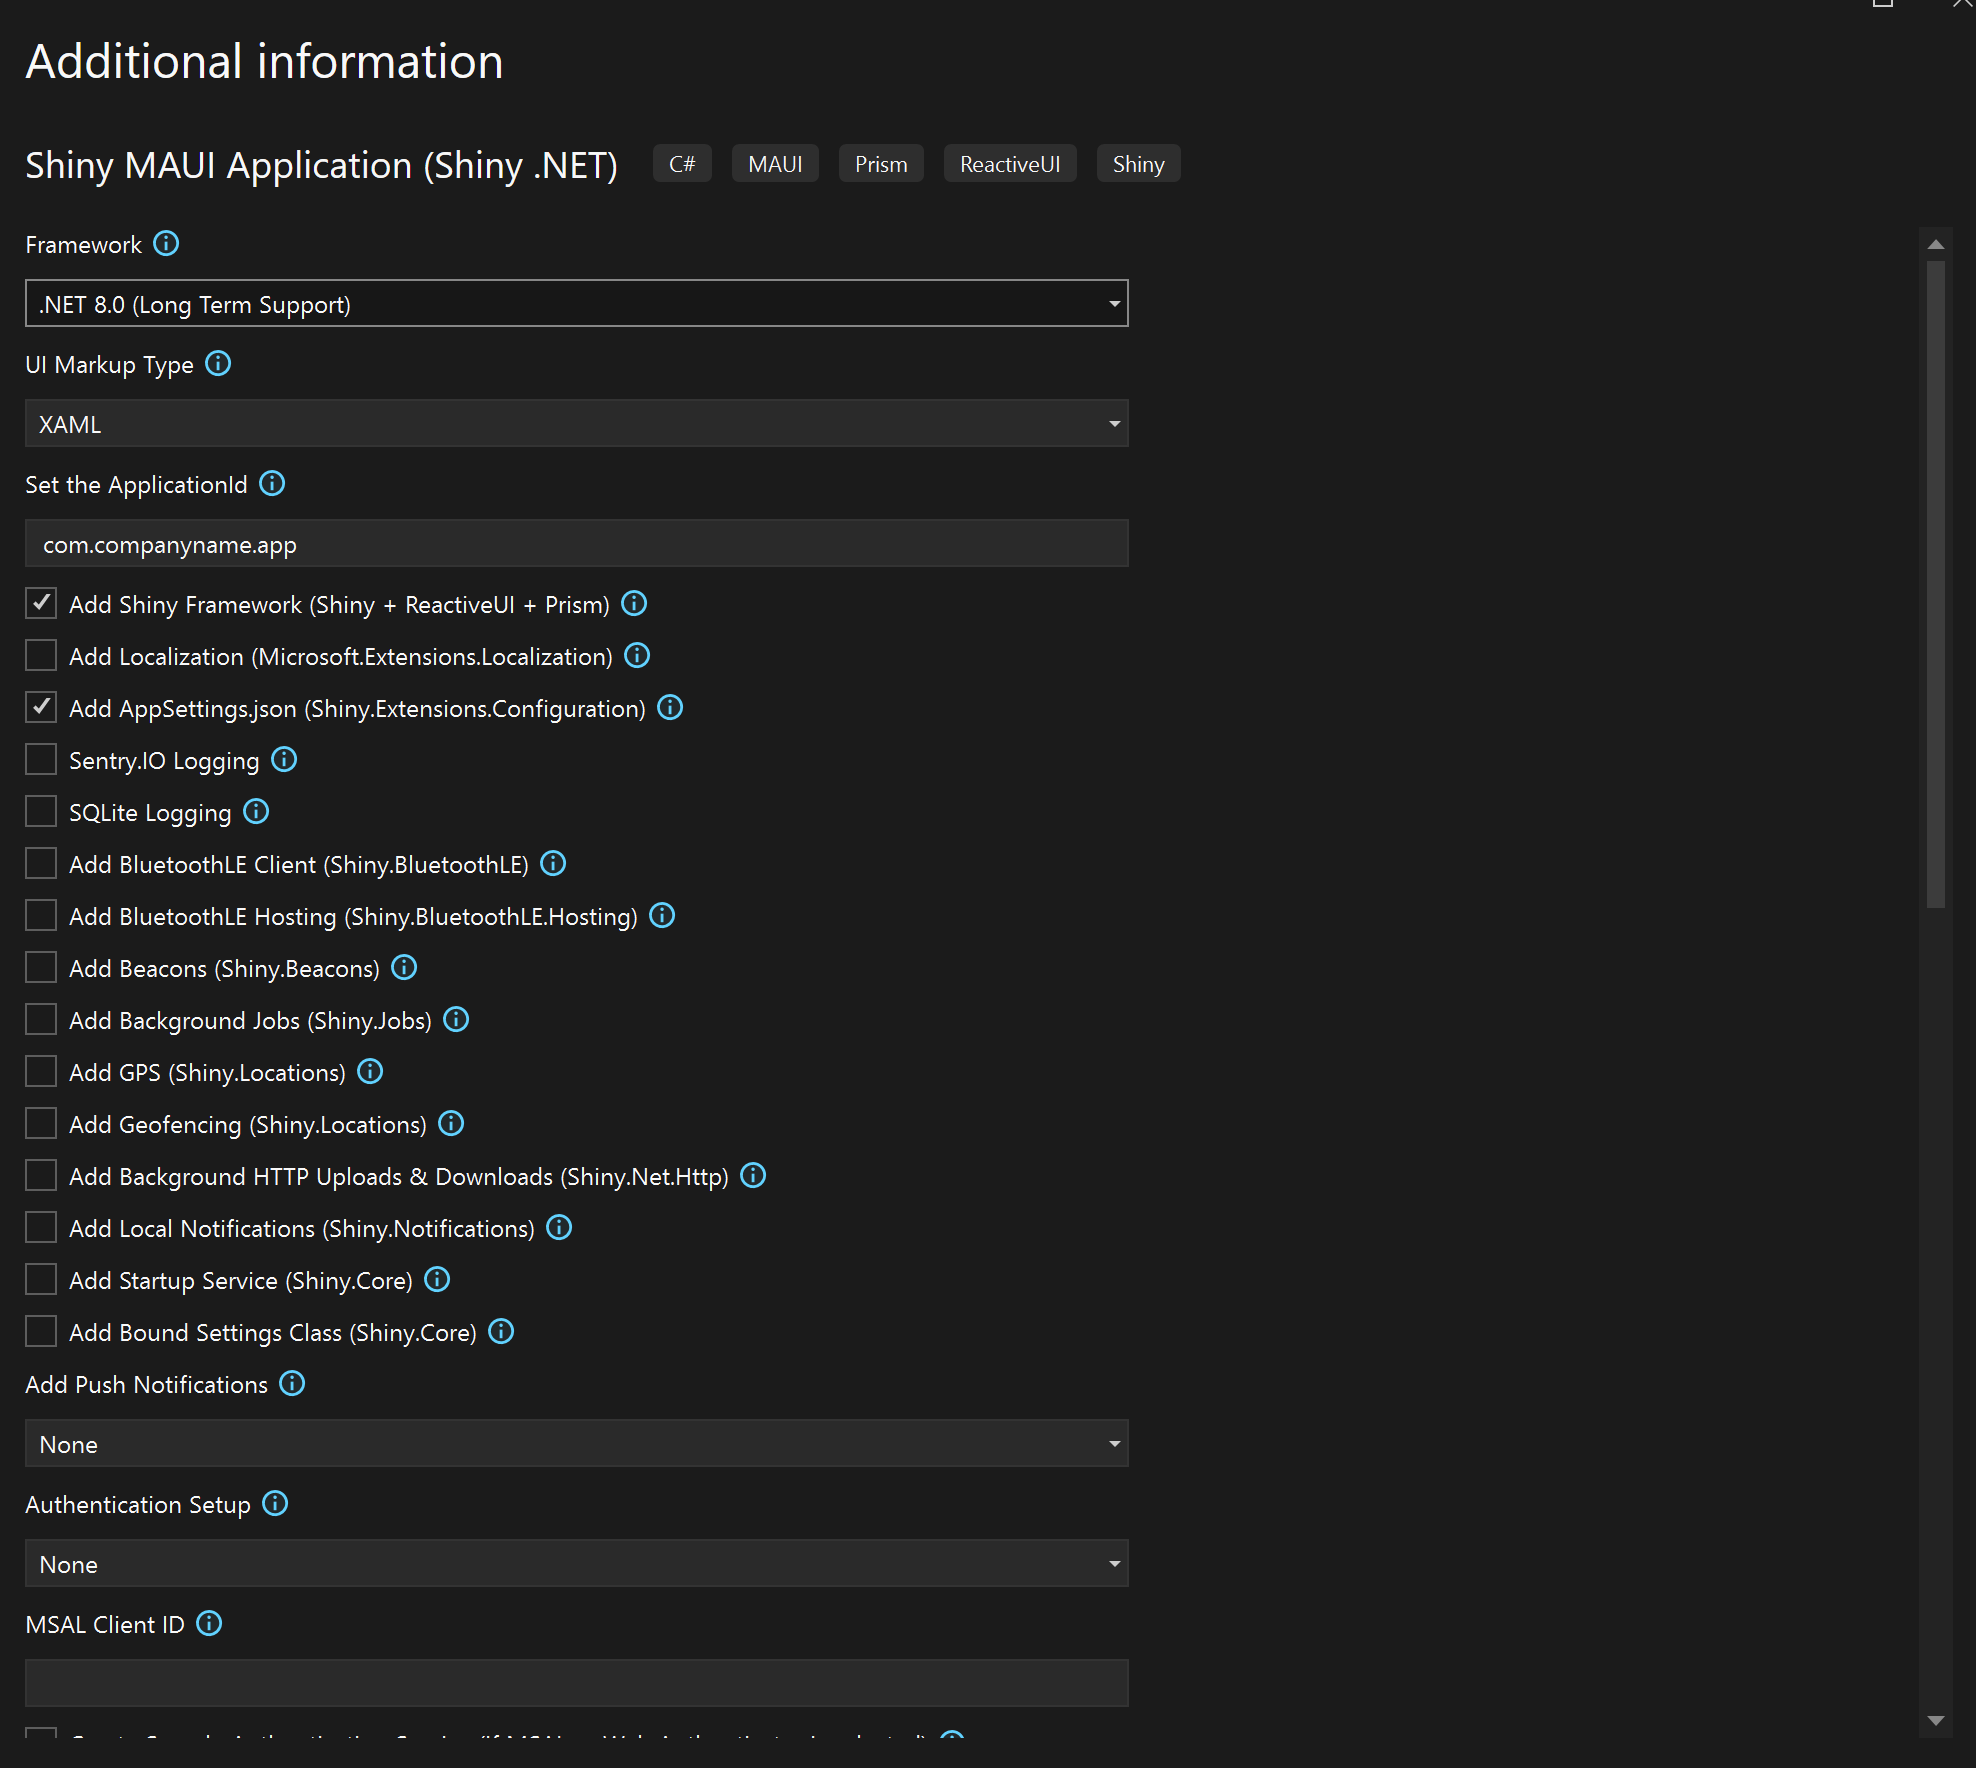 Additional information
Shiny MAUI Application (Shiny .NET) C# MAUI Prism ReactiveUI Shiny
Framework
.NET 8.0 (Long Term Support)
UI Markup Type
XAML
Set the ApplicationId
com.companyname.app
Add Shiny Framework (Shiny + ReactiveUI + Prism)
Add Localization (Microsoft.Extensions.Localization)
Add AppSettings.json (Shiny.Extensions.Configuration)
Sentry.IO Logging
SQLite Logging
Add BluetoothLE Client (Shiny.BluetoothLE)
Add BluetoothLE Hosting (Shiny.BluetoothLE.Hosting)
Add Beacons (Shiny.Beacons)
Add Background Jobs (Shiny.Jobs)
Add GPS (Shiny.Locations)
Add Geofencing (Shiny.Locations)
Add Background HTTP Uploads & Downloads (Shiny.Net.Http)
Add Local Notifications (Shiny.Notifications)
Add Startup Service (Shiny.Core)
Add Bound Settings Class (Shiny.Core)
Add Push Notifications
None
Authentication Setup
None
MSAL Client ID